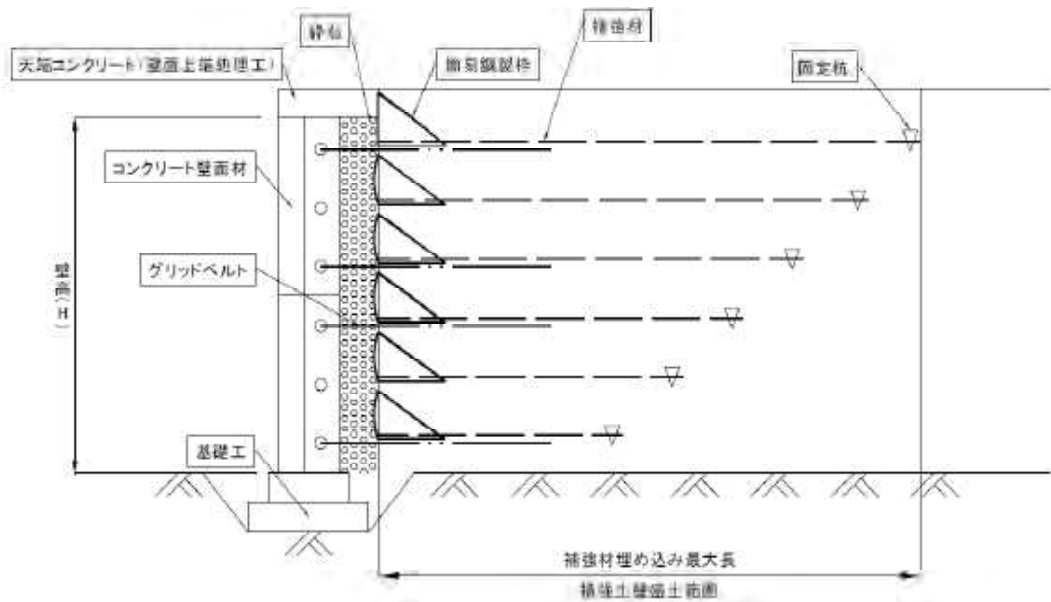 砕石
補強材
天端コンクリート(壁面上端処理工)
簡易鋼製枠
固定杭
コンクリート壁面材
グリッドベルト
壁高(H)
基礎工
補強材埋め込み最大長
補強土壁盛土範囲